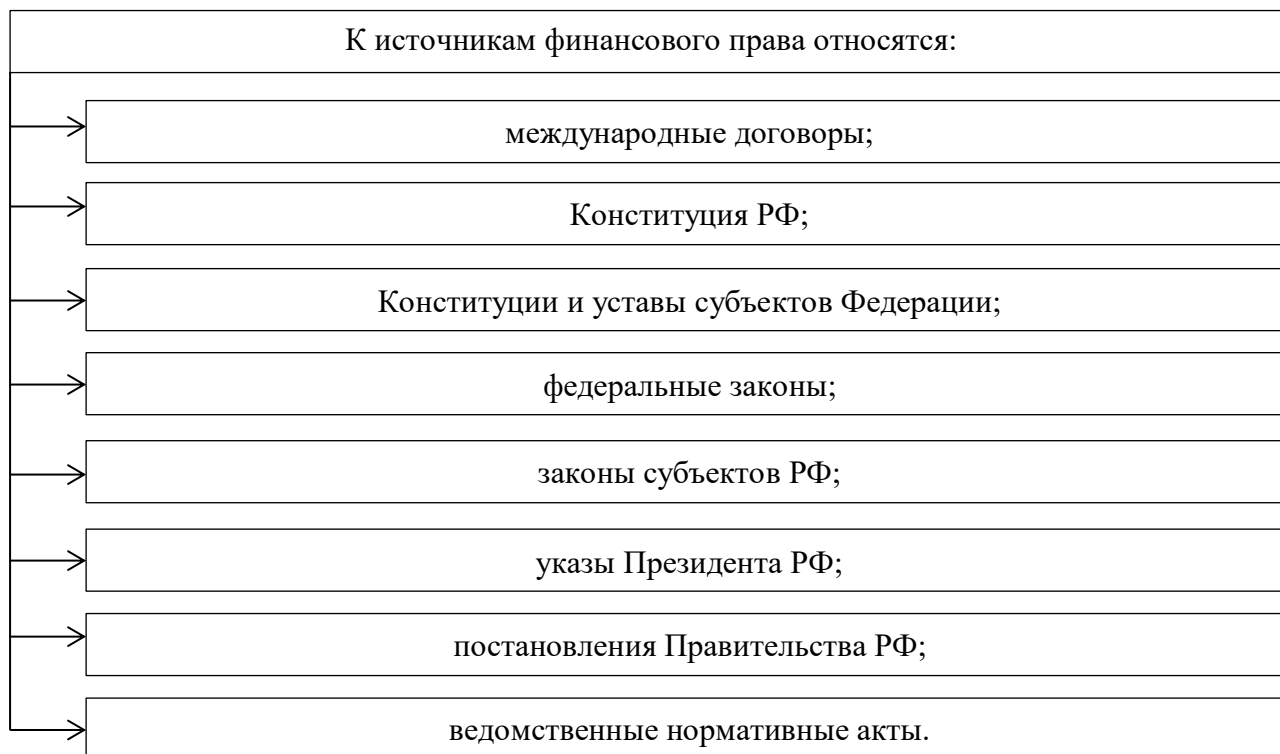 К источникам финансового права относятся:
международные договоры;
Конституция РФ;
Конституции и уставы субъектов Федерации;
федеральные законы;
законы субъектов РФ;
указы Президента РФ;
постановления Правительства РФ;
ведомственные нормативные акты.